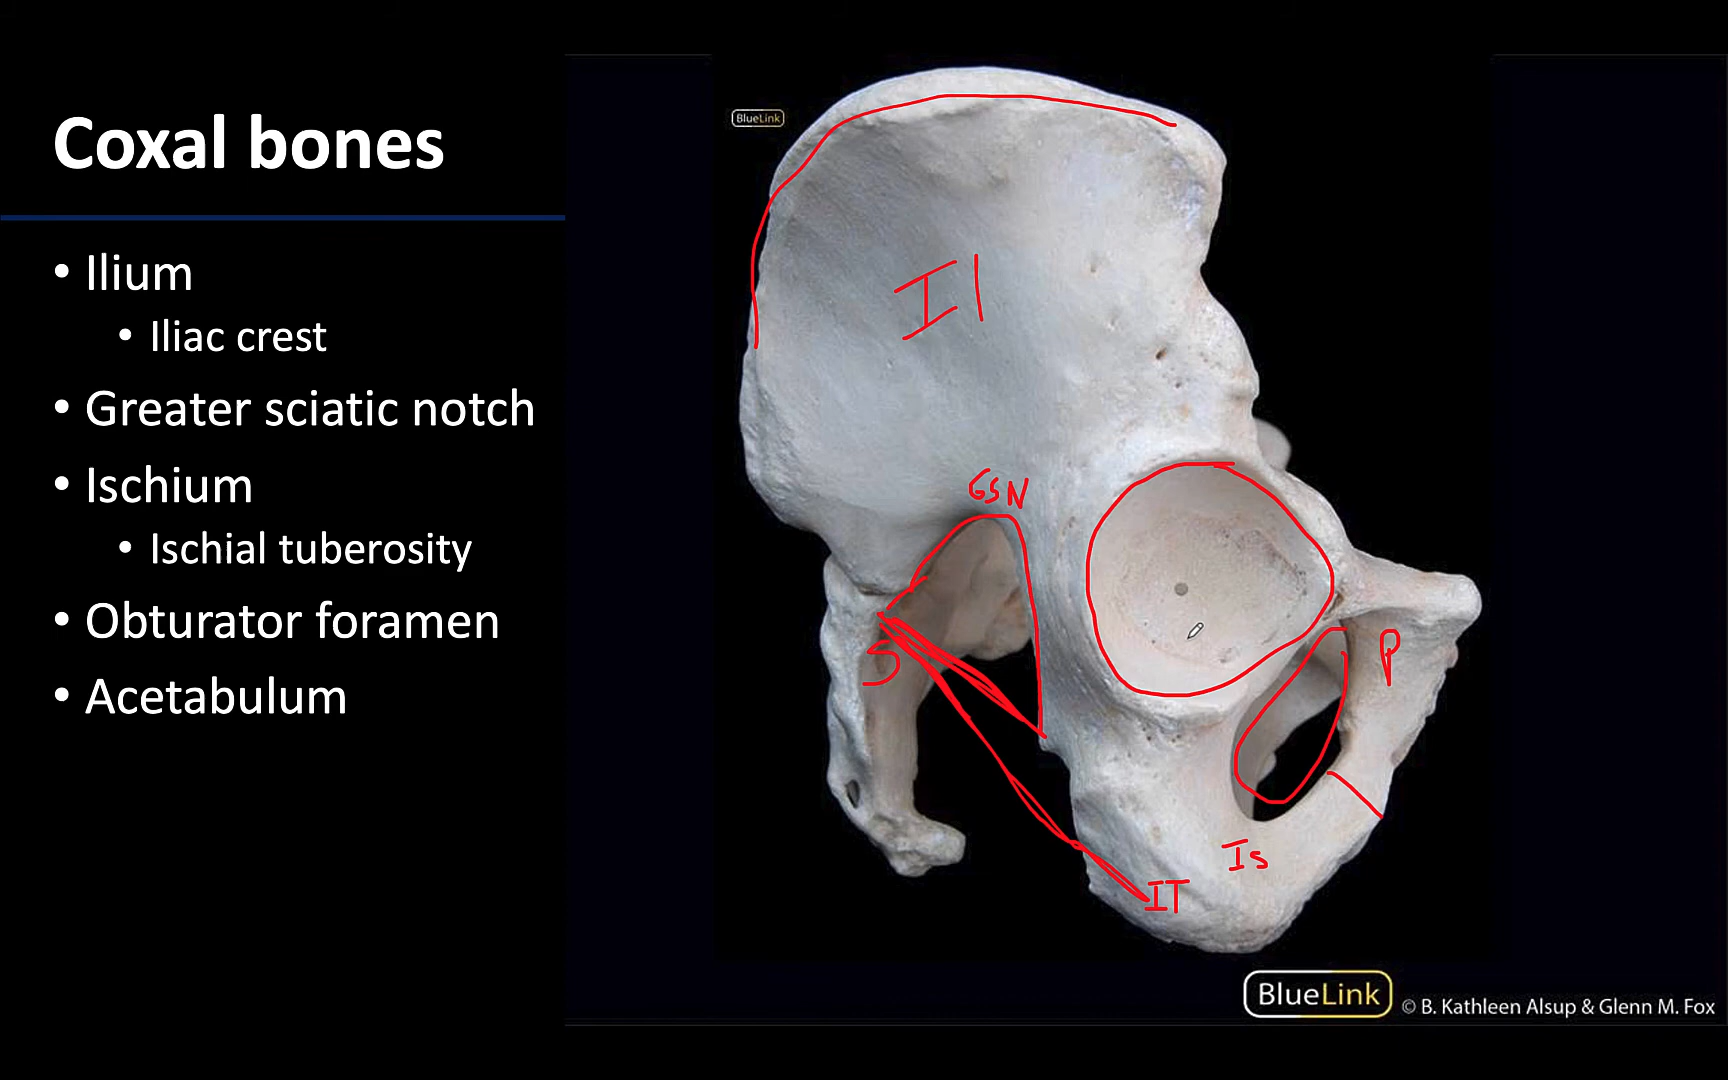 Coxal bones
• Ilium
• Iliac crest
• Greater sciatic notch
• Ischium
• Ischial tuberosity
• Obturator foramen
• Acetabulum
BlueLink
Il
GSN
S
P
Is
IT
BlueLink
© B. Kathleen Alsup & Glenn M. Fox